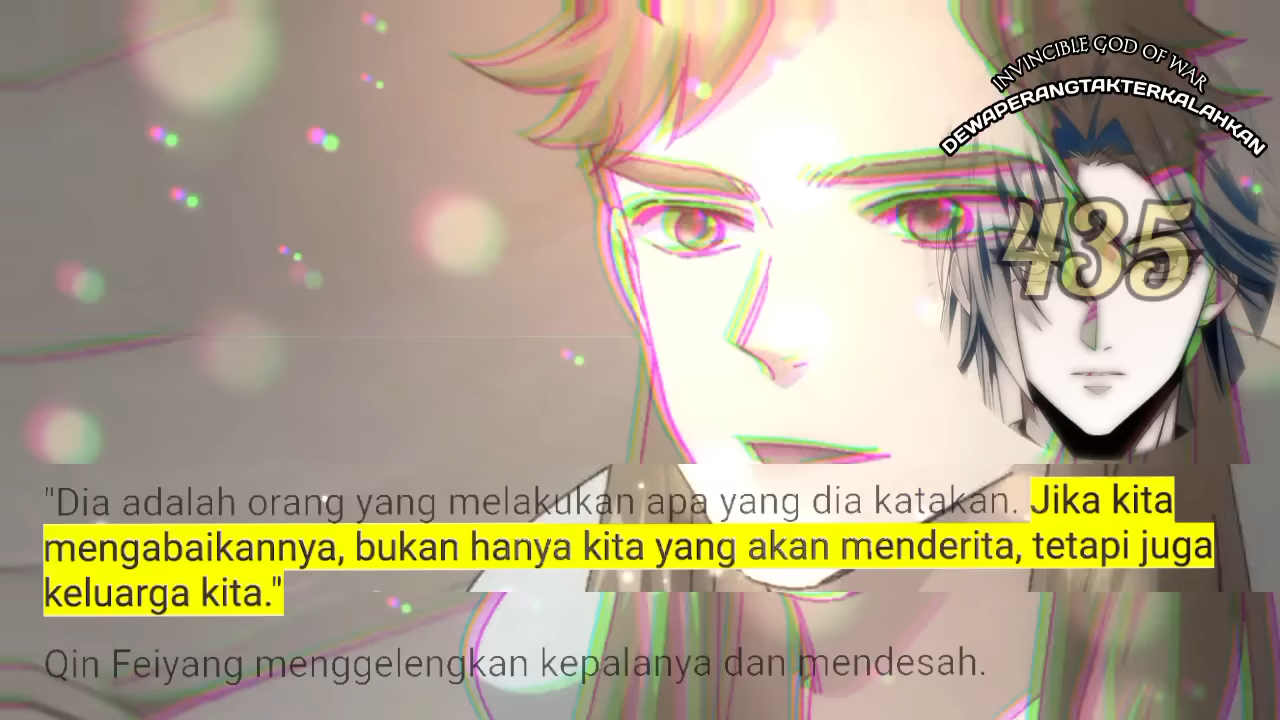 INVINCIBLE GOD OF WAR
DEWAPERANGTAKTERKALAHKAN
435
"Dia adalah orang yang melakukan apa yang dia katakan. Jika kita
mengabaikannya, bukan hanya kita yang akan menderita, tetapi juga
keluarga kita."
Qin Feiyang menggelengkan kepalanya dan mendesah.